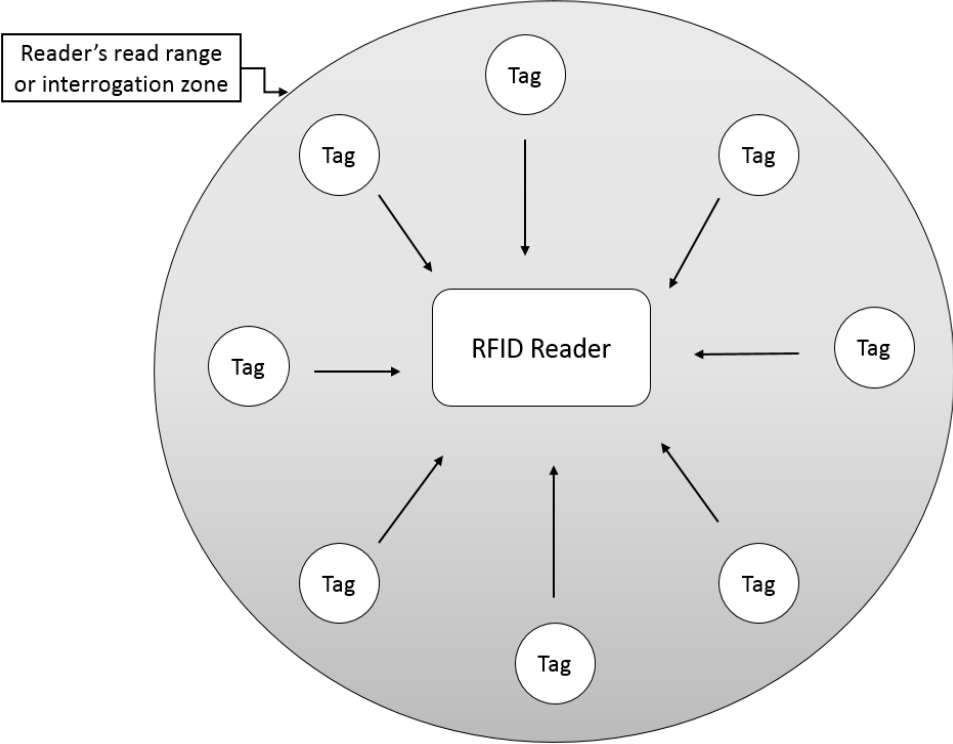 Reader’s read range
or interrogation zone
Tag
Tag
Tag
RFID Reader
Tag
Tag
Tag
Tag
Tag